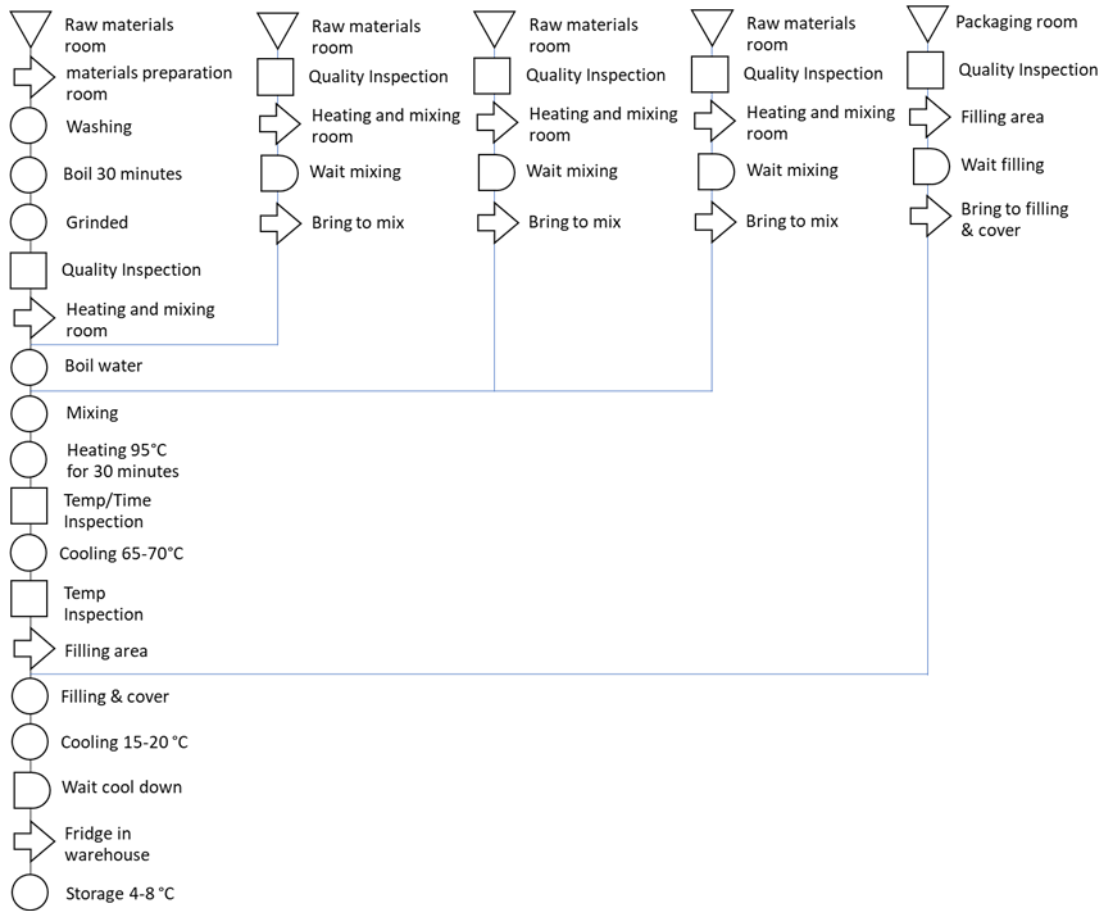 Raw materials
room
materials preparation
room
Washing
Boil 30 minutes
Grinded
Quality Inspection
Heating and mixing
room
Boil water
Mixing
Heating 95°C
for 30 minutes
Temp/Time
Inspection
Cooling 65-70°C
Temp
Inspection
Filling area
Filling & cover
Cooling 15-20 °C
Wait cool down
Fridge in
warehouse
Storage 4-8 °C
Raw materials
room
Quality Inspection
Heating and mixing
room
Wait mixing
Bring to mix
Raw materials
room
Quality Inspection
Heating and mixing
room
Wait mixing
Bring to mix
Raw materials
room
Quality Inspection
Heating and mixing
room
Wait mixing
Bring to mix
Packaging room
Quality Inspection
Filling area
Wait filling
Bring to filling
& cover